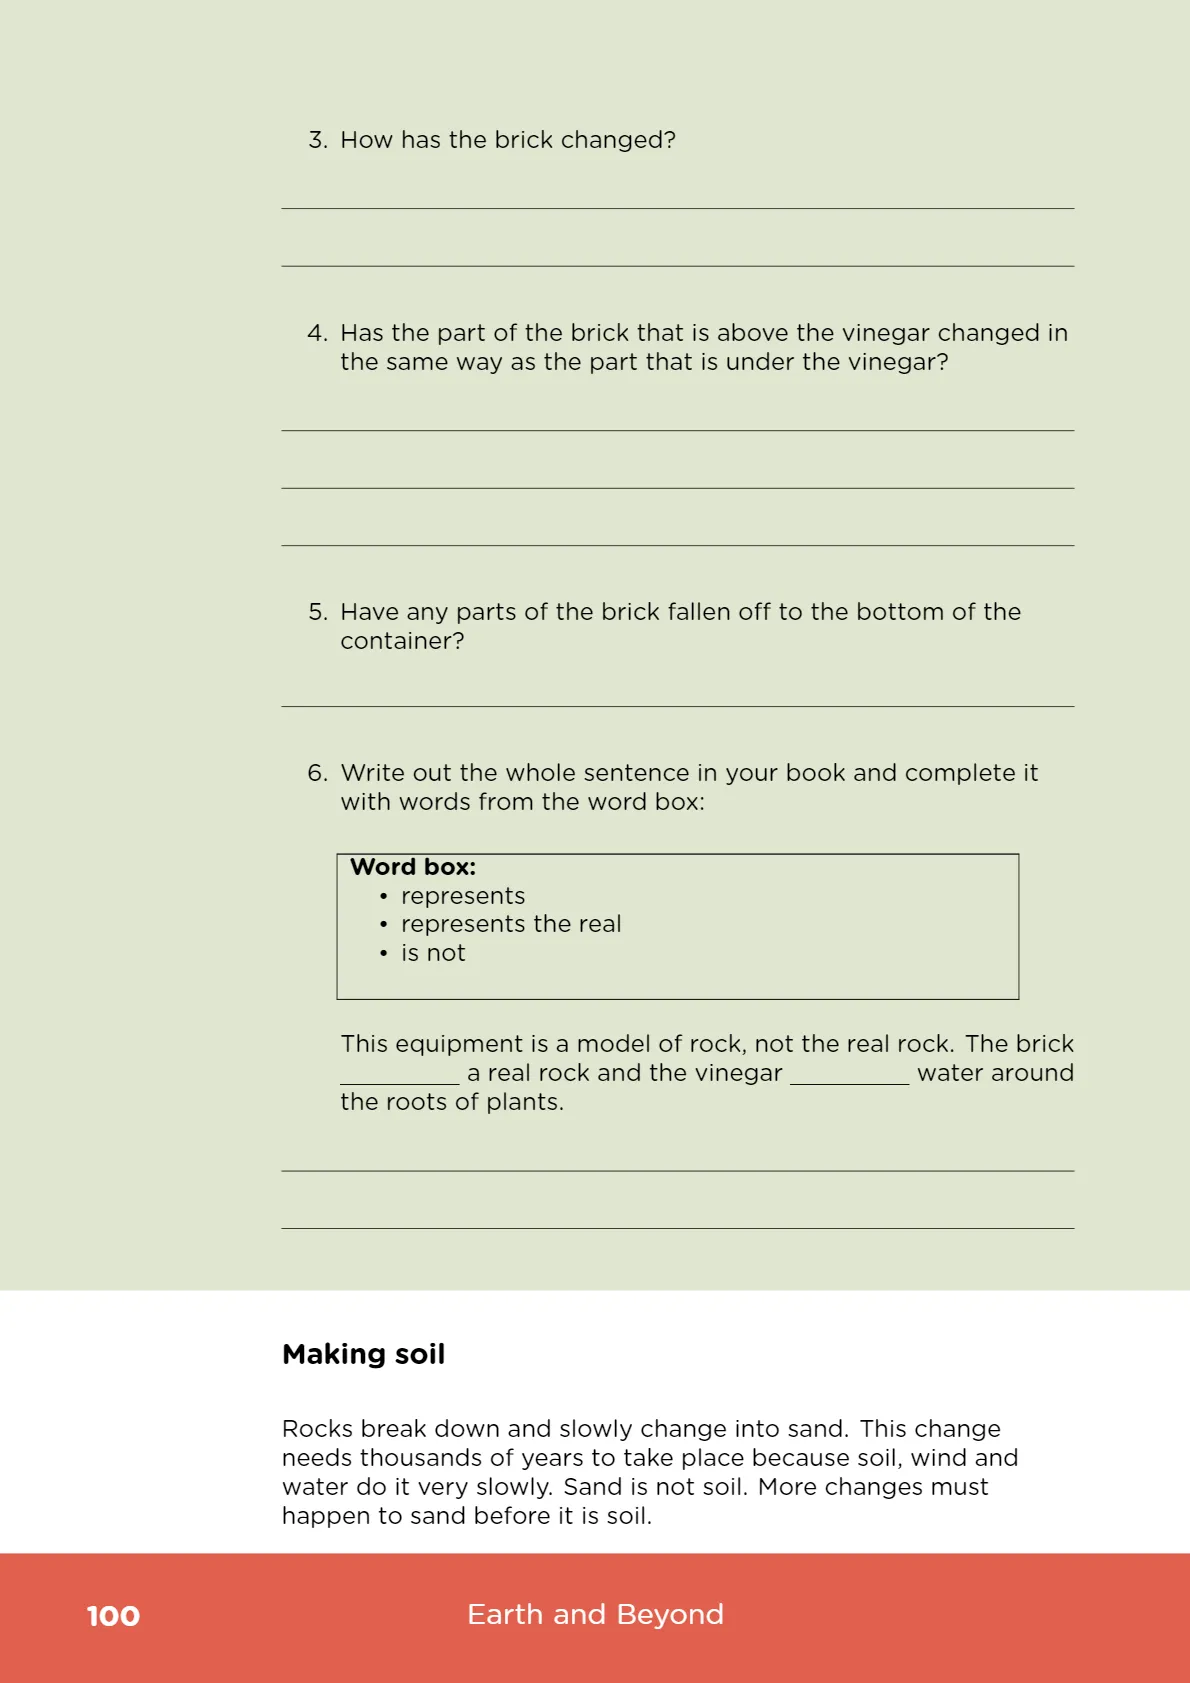 3. How has the brick changed?
4. Has the part of the brick that is above the vinegar changed in
the same way as the part that is under the vinegar?
5. Have any parts of the brick fallen off to the bottom of the
container?
6. Write out the whole sentence in your book and complete it
with words from the word box:
Word box:
• represents
• represents the real
• is not
This equipment is a model of rock, not the real rock. The brick
_________ a real rock and the vinegar _________ water around
the roots of plants.
Making soil
Rocks break down and slowly change into sand. This change
needs thousands of years to take place because soil, wind and
water do it very slowly. Sand is not soil. More changes must
happen to sand before it is soil.
100 Earth and Beyond